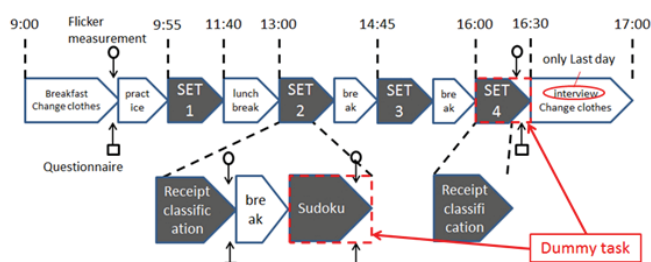 Flicker
measurement
9:00
9:55
11:40
13:00
14:45
16:00
16:30
17:00
only Last day
Breakfast
Change clothes
pract
ice
SET
1
lunch
break
SET
2
bre
ak
SET
3
bre
ak
SET
4
interview
Change clothes
Questionnaire
Receipt
classific
ation
bre
ak
Sudoku
Receipt
classifi
cation
Dummy task